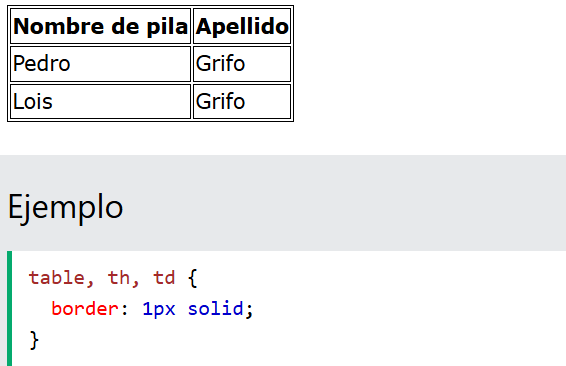 Nombre de pila Apellido
Pedro Grifo
Lois Grifo
Ejemplo
table, th, td {
  border: 1px solid;
}